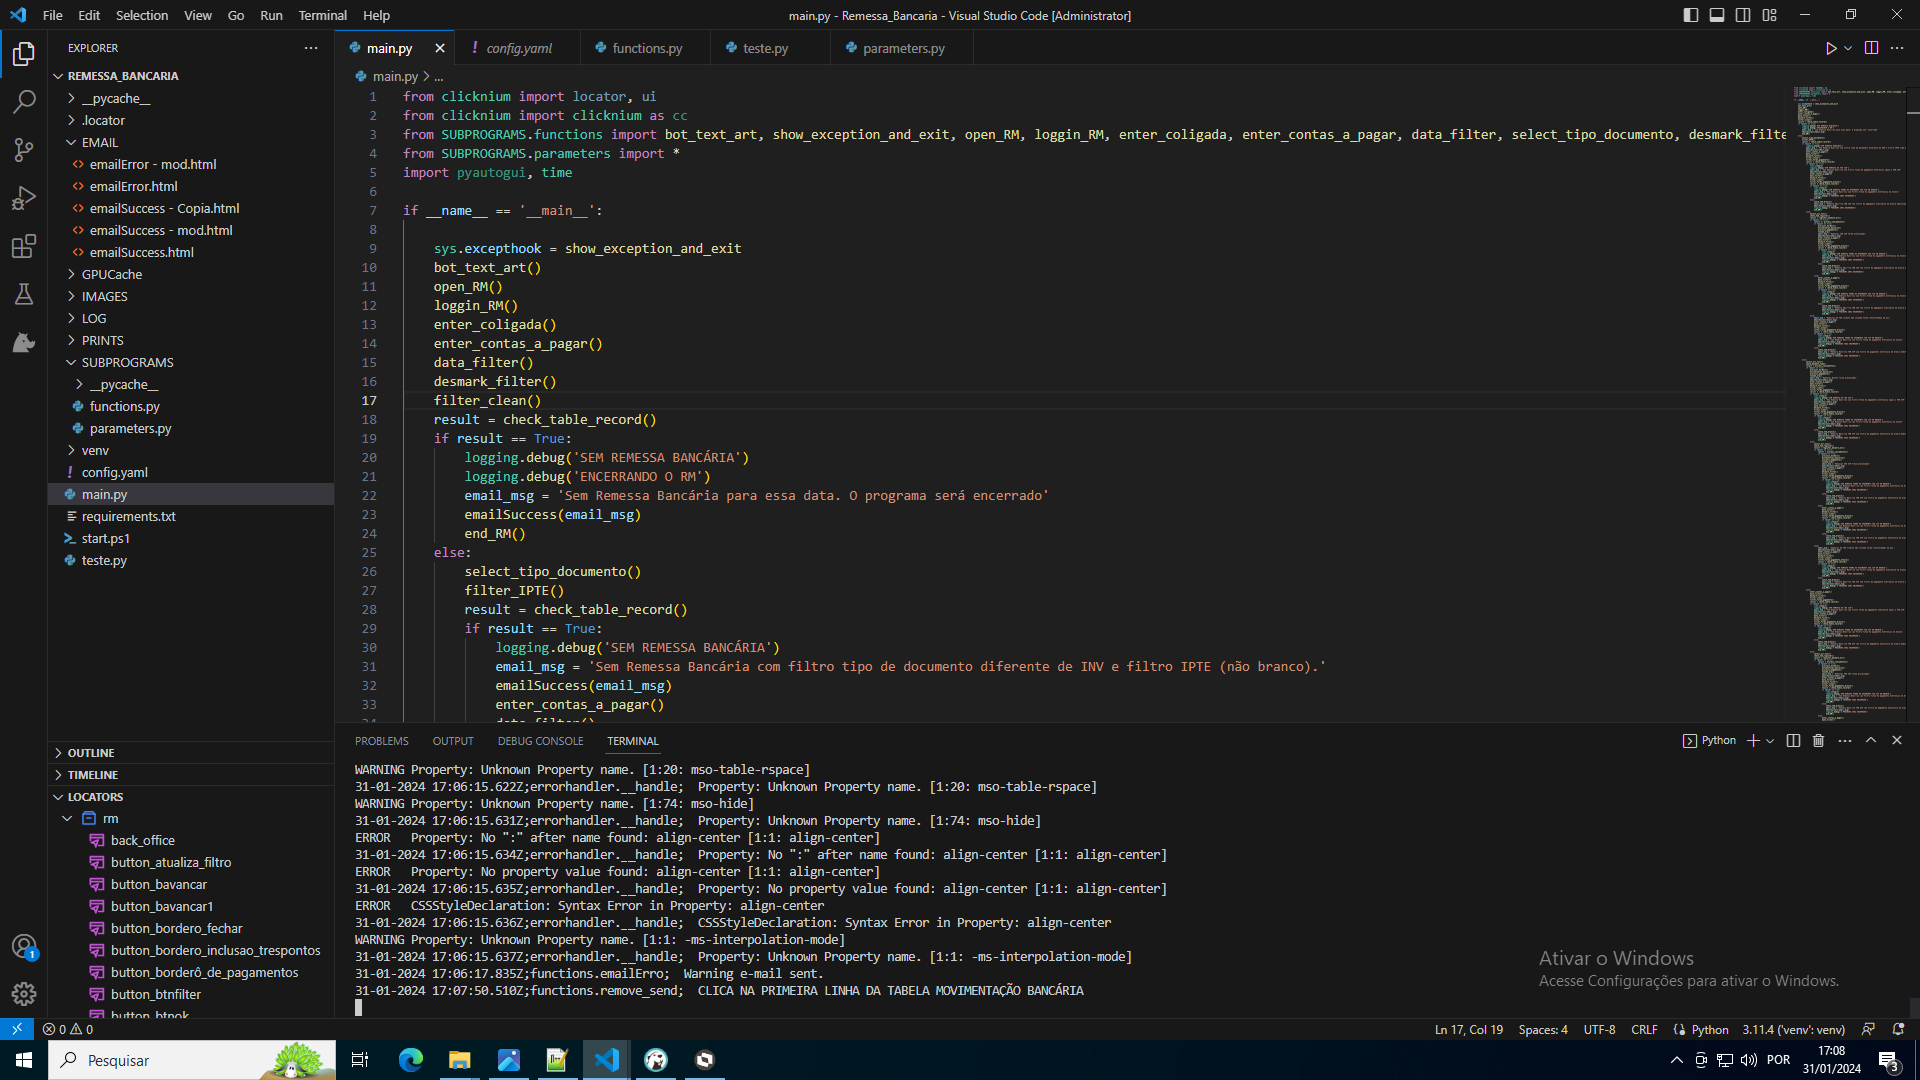 File Edit Selection View Go Run Terminal Help
main.py - Remessa_Bancaria - Visual Studio Code [Administrator]
EXPLORER
REMESSA_BANCARIA
__pycache__
.locator
EMAIL
emailError - mod.html
emailError.html
emailSuccess - Copia.html
emailSuccess - mod.html
emailSuccess.html
GPUCache
IMAGES
LOG
PRINTS
SUBPROGRAMS
__pycache__
functions.py
parameters.py
venv
config.yaml
main.py
requirements.txt
start.ps1
teste.py
OUTLINE
TIMELINE
LOCATORS
rm
back_office
button_atualiza_filtro
button_bavancar
button_bavancar1
button_bordero_fechar
button_bordero_inclusao_trespontos
button_borderô_de_pagamentos
button_btnfilter
button_btnok
main.py config.yaml functions.py teste.py parameters.py
main.py > ...
1 from clicknium import locator, ui
2 from clicknium import clicknium as cc
3 from SUBPROGRAMS.functions import bot_text_art, show_exception_and_exit, open_RM, loggin_RM, enter_coligada, enter_contas_a_pagar, data_filter, select_tipo_documento, desmark_filte
4 from SUBPROGRAMS.parameters import *
5 import pyautogui, time
6
7 if __name__ == '__main__':
8
9 sys.excepthook = show_exception_and_exit
10 bot_text_art()
11 open_RM()
12 loggin_RM()
13 enter_coligada()
14 enter_contas_a_pagar()
15 data_filter()
16 desmark_filter()
17 filter_clean()
18 result = check_table_record()
19 if result == True:
20 logging.debug('SEM REMESSA BANCÁRIA')
21 logging.debug('ENCERRANDO O RM')
22 email_msg = 'Sem Remessa Bancária para essa data. O programa será encerrado'
23 emailSuccess(email_msg)
24 end_RM()
25 else:
26 select_tipo_documento()
27 filter_IPTE()
28 result = check_table_record()
29 if result == True:
30 logging.debug('SEM REMESSA BANCÁRIA')
31 email_msg = 'Sem Remessa Bancária com filtro tipo de documento diferente de INV e filtro IPTE (não branco).'
32 emailSuccess(email_msg)
33 enter_contas_a_pagar()
34 data_filter()
PROBLEMS OUTPUT DEBUG CONSOLE TERMINAL
Python
WARNING Property: Unknown Property name. [1:20: mso-table-rspace]
31-01-2024 17:06:15.622Z;errorhandler.__handle; Property: Unknown Property name. [1:20: mso-table-rspace]
WARNING Property: Unknown Property name. [1:74: mso-hide]
31-01-2024 17:06:15.631Z;errorhandler.__handle; Property: Unknown Property name. [1:74: mso-hide]
ERROR Property: No ":" after name found: align-center [1:1: align-center]
31-01-2024 17:06:15.634Z;errorhandler.__handle; Property: No ":" after name found: align-center [1:1: align-center]
ERROR Property: No property value found: align-center [1:1: align-center]
31-01-2024 17:06:15.635Z;errorhandler.__handle; Property: No property value found: align-center [1:1: align-center]
ERROR CSSStyleDeclaration: Syntax Error in Property: align-center
31-01-2024 17:06:15.636Z;errorhandler.__handle; CSSStyleDeclaration: Syntax Error in Property: align-center
WARNING Property: Unknown Property name. [1:1: -ms-interpolation-mode]
31-01-2024 17:06:15.637Z;errorhandler.__handle; Property: Unknown Property name. [1:1: -ms-interpolation-mode]
31-01-2024 17:06:17.835Z;functions.emailErro; Warning e-mail sent.
31-01-2024 17:07:50.510Z;functions.remove_send; CLICA NA PRIMEIRA LINHA DA TABELA MOVIMENTAÇÃO BANCÁRIA
Ativar o Windows
Acesse Configurações para ativar o Windows.
1
0 0
Ln 17, Col 19 Spaces: 4 UTF-8 CRLF Python 3.11.4 ('venv': venv)
Pesquisar
POR
17:08
31/01/2024
3